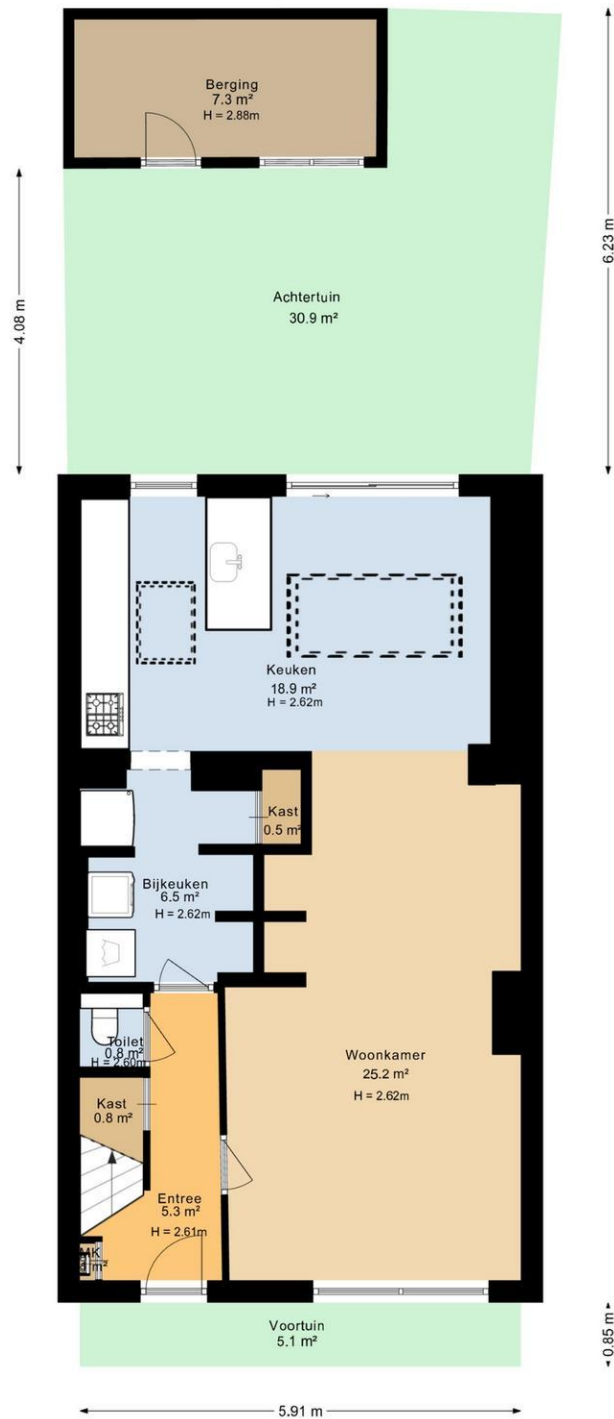 Berging
7.3 m²
H = 2.88m
6.23 m
4.08 m
Achtertuin
30.9 m²
Keuken
18.9 m²
H = 2.62m
Kast
0.5 m²
Bijkeuken
6.5 m²
H = 2.62m
Toilet
0.8 m²
H = 2.60m
Woonkamer
25.2 m²
H = 2.62m
Kast
0.8 m²
Entree
5.3 m²
H = 2.61m
MK
m²
Voortuin
5.1 m²
0.85 m
5.91 m